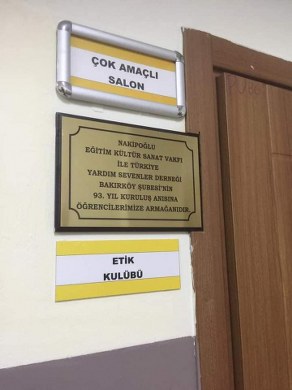 ÇOK AMAÇLI
SALON
NAKİPOĞLU
EĞİTİM KÜLTÜR SANAT VAKFI
İLE TÜRKİYE
YARDIM SEVENLER DERNEĞİ
BAKIRKÖY ŞUBESİ'NİN
93. YIL KURULUŞ ANISINA
ÖĞRENCİLERİMİZE ARMAĞANIDIR
ETİK
KULÜBÜ